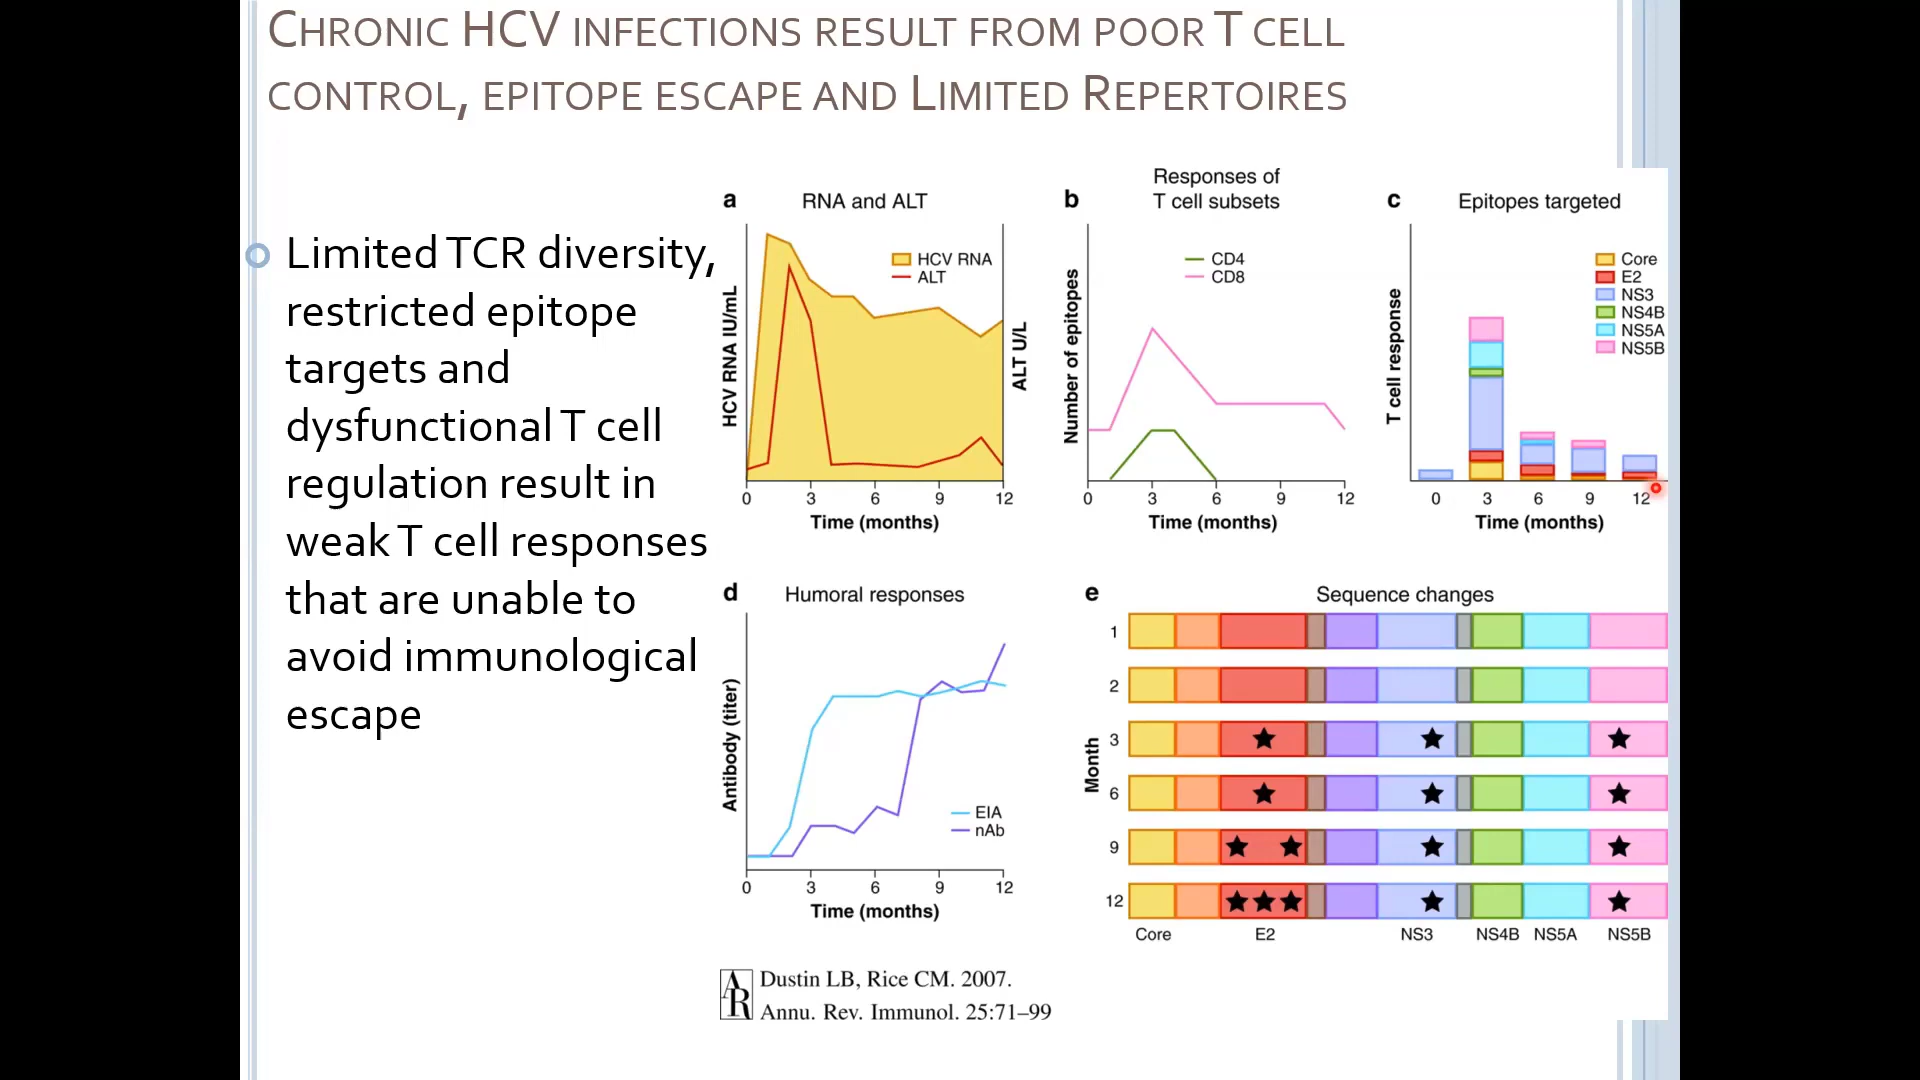 CHRONIC HCV INFECTIONS RESULT FROM POOR T CELL
CONTROL, EPITOPE ESCAPE AND LIMITED REPERTOIRES
Limited TCR diversity,
restricted epitope
targets and
dysfunctional T cell
regulation result in
weak T cell responses
that are unable to
avoid immunological
escape
a RNA and ALT
HCV RNA
ALT
HCV RNA IU/mL
ALT U/L
0 3 6 9 12
Time (months)
b Responses of
T cell subsets
CD4
CD8
Number of epitopes
0 3 6 9 12
Time (months)
c Epitopes targeted
Core
E2
NS3
NS4B
NS5A
NS5B
T cell response
0 3 6 9 12
Time (months)
d Humoral responses
Antibody (titer)
EIA
nAb
0 3 6 9 12
Time (months)
e Sequence changes
Month
1
2
3
6
9
12
Core E2 NS3 NS4B NS5A NS5B
AR
Dustin LB, Rice CM. 2007.
Annu. Rev. Immunol. 25:71–99